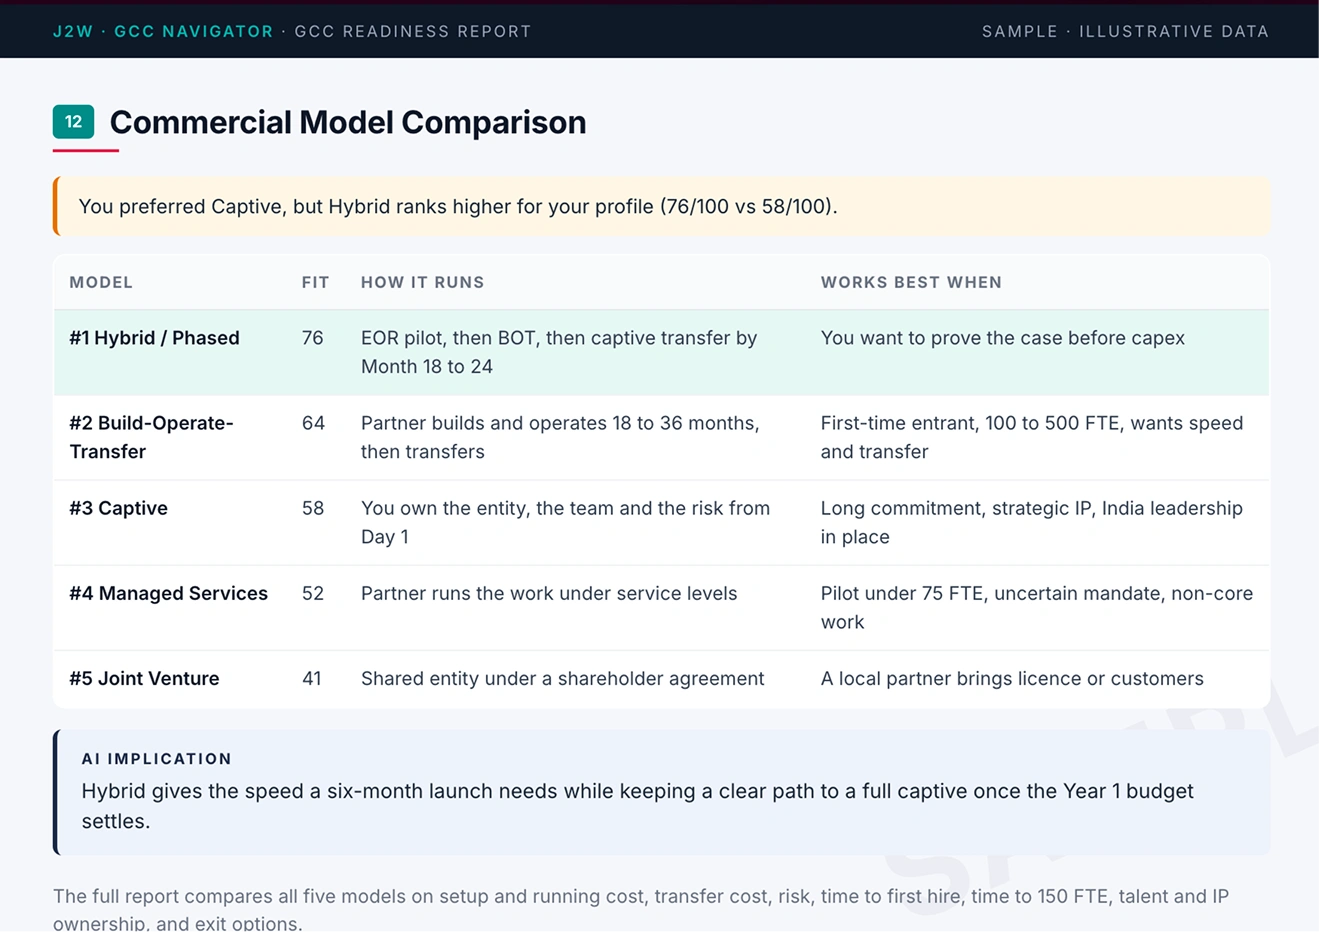 J2W · GCC NAVIGATOR · GCC READINESS REPORT
SAMPLE · ILLUSTRATIVE DATA
12 Commercial Model Comparison
You preferred Captive, but Hybrid ranks higher for your profile (76/100 vs 58/100).
MODEL FIT HOW IT RUNS WORKS BEST WHEN
#1 Hybrid / Phased 76 EOR pilot, then BOT, then captive transfer by You want to prove the case before capex
Month 18 to 24
#2 Build-Operate- 64 Partner builds and operates 18 to 36 months, First-time entrant, 100 to 500 FTE, wants speed
Transfer then transfers and transfer
#3 Captive 58 You own the entity, the team and the risk from Long commitment, strategic IP, India leadership
Day 1 in place
#4 Managed Services 52 Partner runs the work under service levels Pilot under 75 FTE, uncertain mandate, non-core
work
#5 Joint Venture 41 Shared entity under a shareholder agreement A local partner brings licence or customers
AI IMPLICATION
Hybrid gives the speed a six-month launch needs while keeping a clear path to a full captive once the Year 1 budget
settles.
The full report compares all five models on setup and running cost, transfer cost, risk, time to first hire, time to 150 FTE, talent and IP
ownership, and exit options.